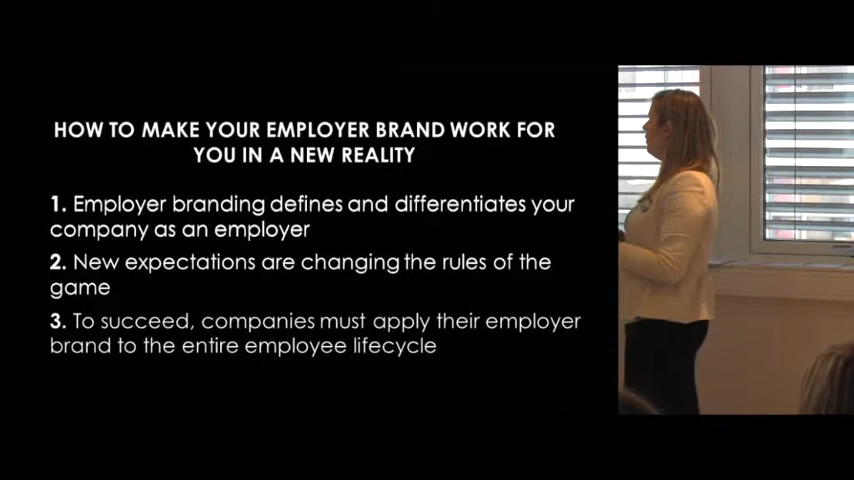 HOW TO MAKE YOUR EMPLOYER BRAND WORK FOR
YOU IN A NEW REALITY
1. Employer branding defines and differentiates your
company as an employer
2. New expectations are changing the rules of the
game
3. To succeed, companies must apply their employer
brand to the entire employee lifecycle